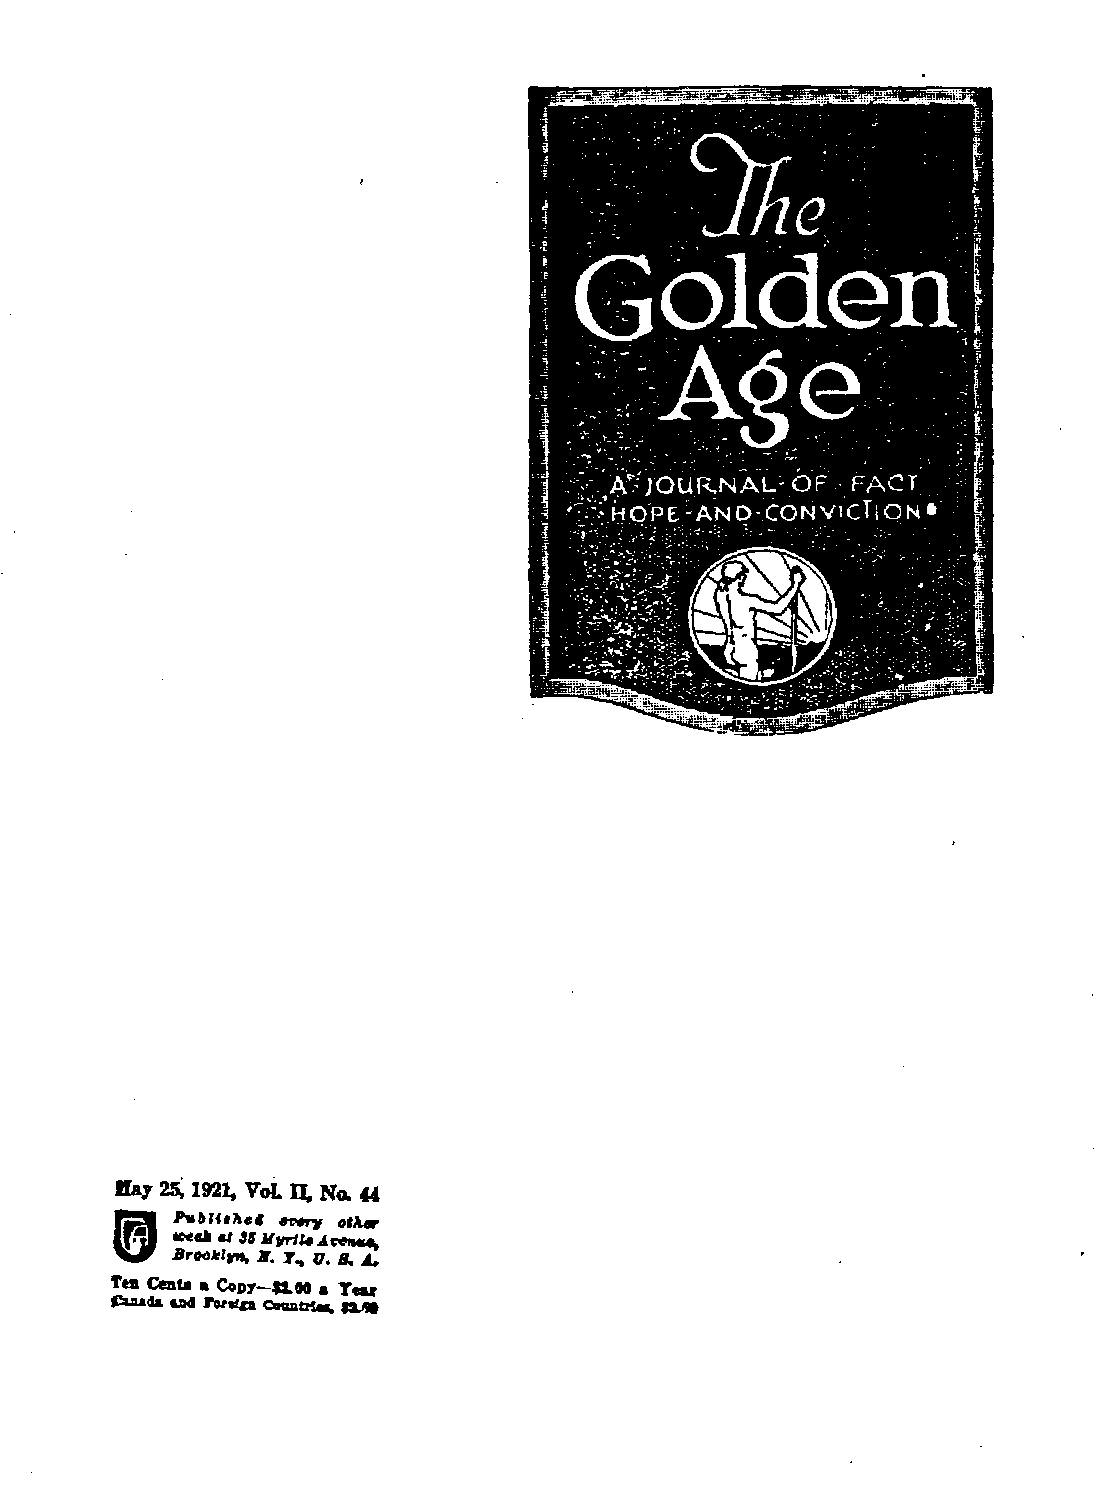 The
Golden
Age
A JOURNAL OF FACT
HOPE AND CONVICTION
May 25, 1921, Vol. II, No. 44
Published every other
week at 35 Myrtle Avenue,
Brooklyn, N. Y., U. S. A.
Ten Cents a Copy—$2.00 a Year
Canada and Foreign Countries, $2.50